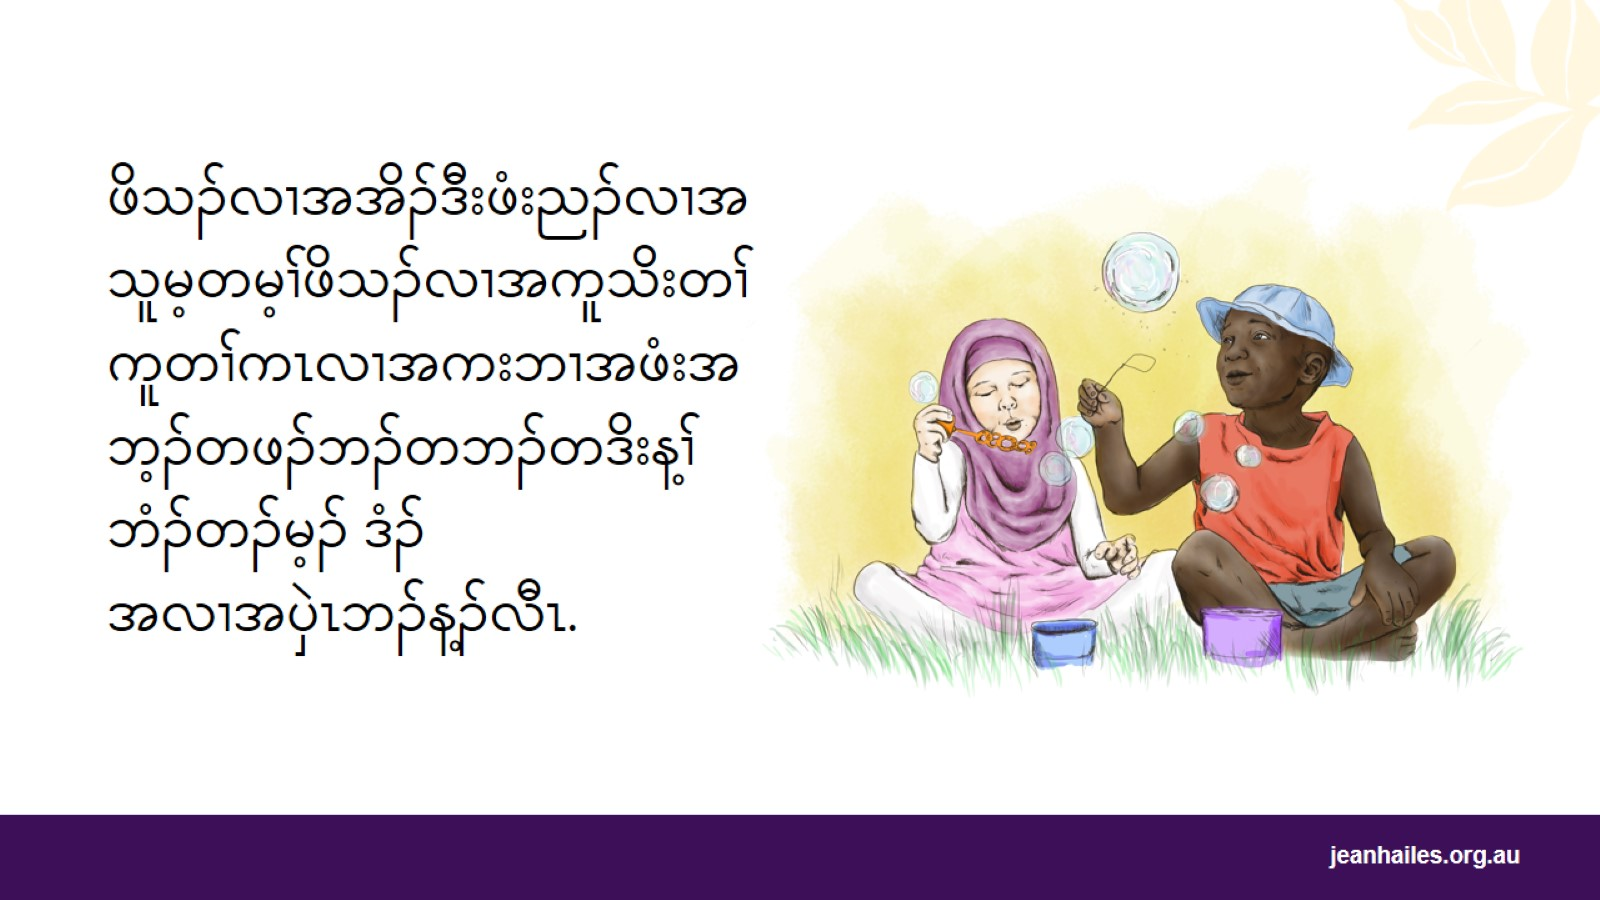 ဖိသၣ်လၢအအိၣ်ဒီးဖံးညၣ်လၢအ
သူမ့တမ့ၢ်ဖိသၣ်လၢအကူသိးတၢ်
ကူတၢ်ကၤလၢအကးဘၢအဖံးအ
ဘ့ၣ်တဖၣ်ဘၣ်တဘၣ်တဒိးန့ၢ်
ဘံၣ်တၣ်မ့ၣ် ဒံၣ်
အလၢအပှဲၤဘၣ်န့ၣ်လီၤ.
jeanhailes.org.au